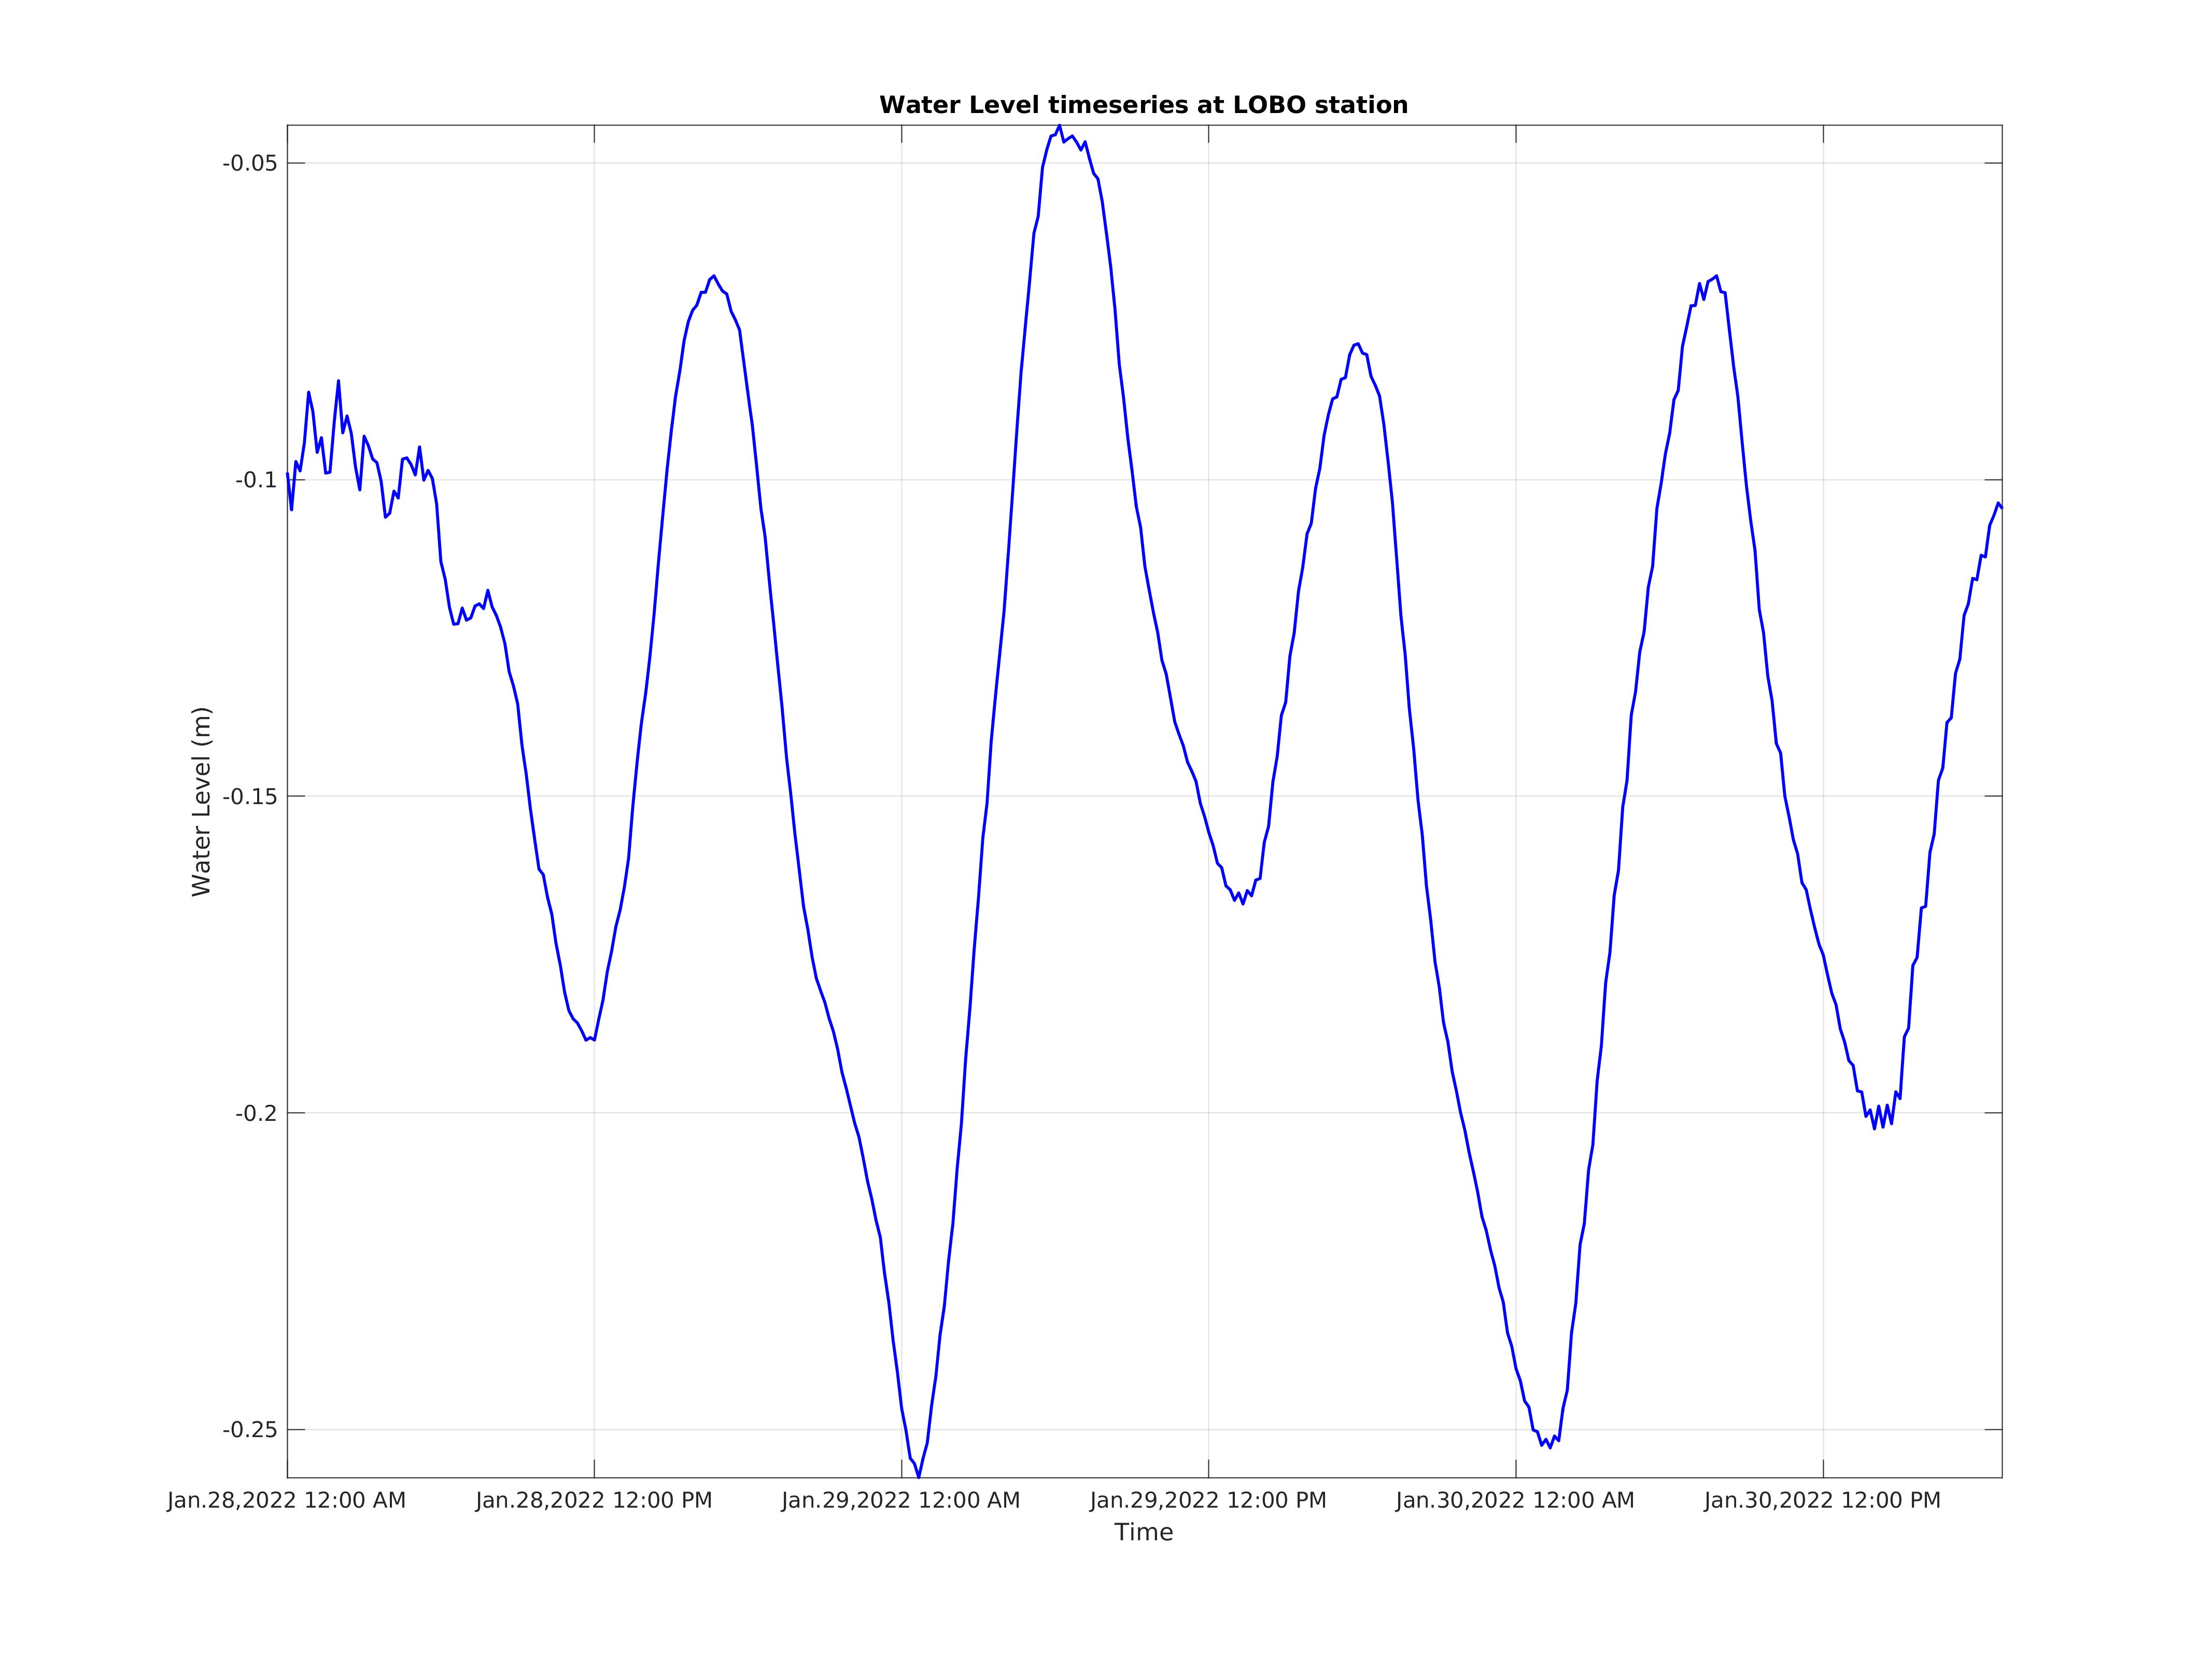 Water Level timeseries at LOBO station
-0.05
-0.1
-0.15
-0.2
-0.25
Water Level (m)
Jan.28,2022 12:00 AM
Jan.28,2022 12:00 PM
Jan.29,2022 12:00 AM
Jan.29,2022 12:00 PM
Jan.30,2022 12:00 AM
Jan.30,2022 12:00 PM
Time